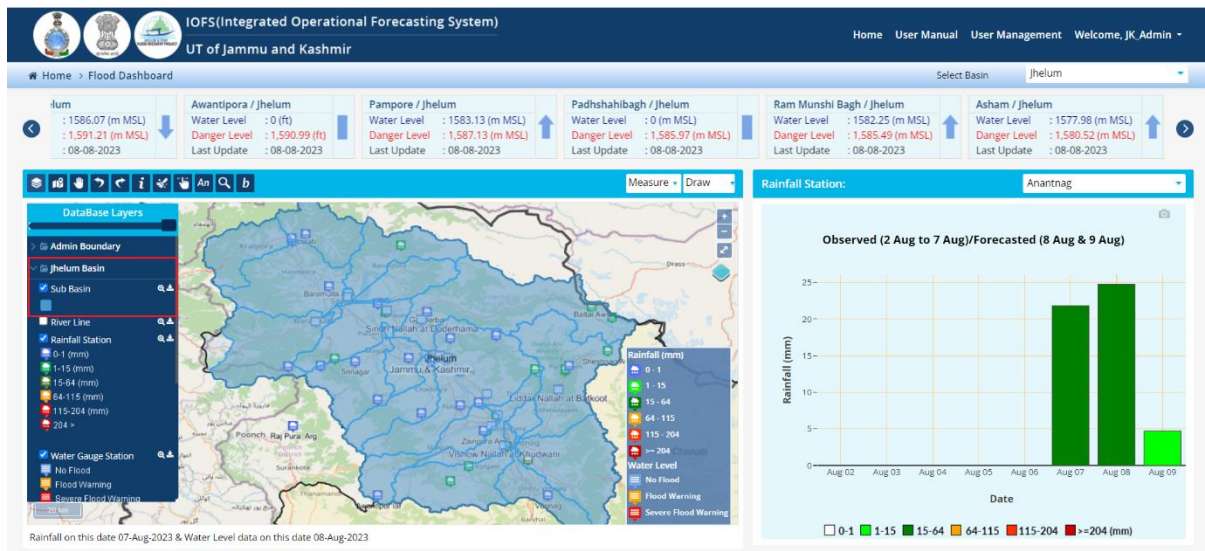 IOFS(Integrated Operational Forecasting System)
UT of Jammu and Kashmir
Home User Manual User Management Welcome, JK_Admin
Home > Flood Dashboard
Select Basin Jhelum
lum
: 1586.07 (m MSL)
: 1,591.21 (m MSL)
: 08-08-2023
Awantipora / Jhelum
Water Level : 0 (ft)
Danger Level : 1,590.99 (ft)
Last Update : 08-08-2023
Pampore / Jhelum
Water Level : 1583.13 (m MSL)
Danger Level : 1,587.13 (m MSL)
Last Update : 08-08-2023
Padhshahibagh / Jhelum
Water Level : 0 (m MSL)
Danger Level : 1,585.97 (m MSL)
Last Update : 08-08-2023
Ram Munshi Bagh / Jhelum
Water Level : 1582.25 (m MSL)
Danger Level : 1,585.49 (m MSL)
Last Update : 08-08-2023
Asham / Jhelum
Water Level : 1577.98 (m MSL)
Danger Level : 1,580.52 (m MSL)
Last Update : 08-08-2023
i An b
Measure Draw
DataBase Layers
Admin Boundary
Jhelum Basin
Sub Basin
River Line
Rainfall Station
0-1 (mm)
1-15 (mm)
15-64 (mm)
64-115 (mm)
115-204 (mm)
204 >
Water Gauge Station
No Flood
Flood Warning
Severe Flood Warning
20 km
Drass
Baramulla
Baltal
Sindh Nallah at Duderhama
Jhelum
Jammu & Kashmir
Srinagar
Sheshnag
Liddar Nallah at Batkoot
Poonch Raj Pura Arg
Vishow Nallah at Khudwani
Surankote
Thanamandi
Rainfall (mm)
0 - 1
1 - 15
15 - 64
64 - 115
115 - 204
>= 204
Water Level
No Flood
Flood Warning
Severe Flood Warning
Rainfall on this date 07-Aug-2023 & Water Level data on this date 08-Aug-2023
Rainfall Station: Anantnag
Observed (2 Aug to 7 Aug)/Forecasted (8 Aug & 9 Aug)
Rainfall (mm)
25
20
15
10
5
0
Aug 02 Aug 03 Aug 04 Aug 05 Aug 06 Aug 07 Aug 08 Aug 09
Date
0-1 1-15 15-64 64-115 115-204 >=204 (mm)